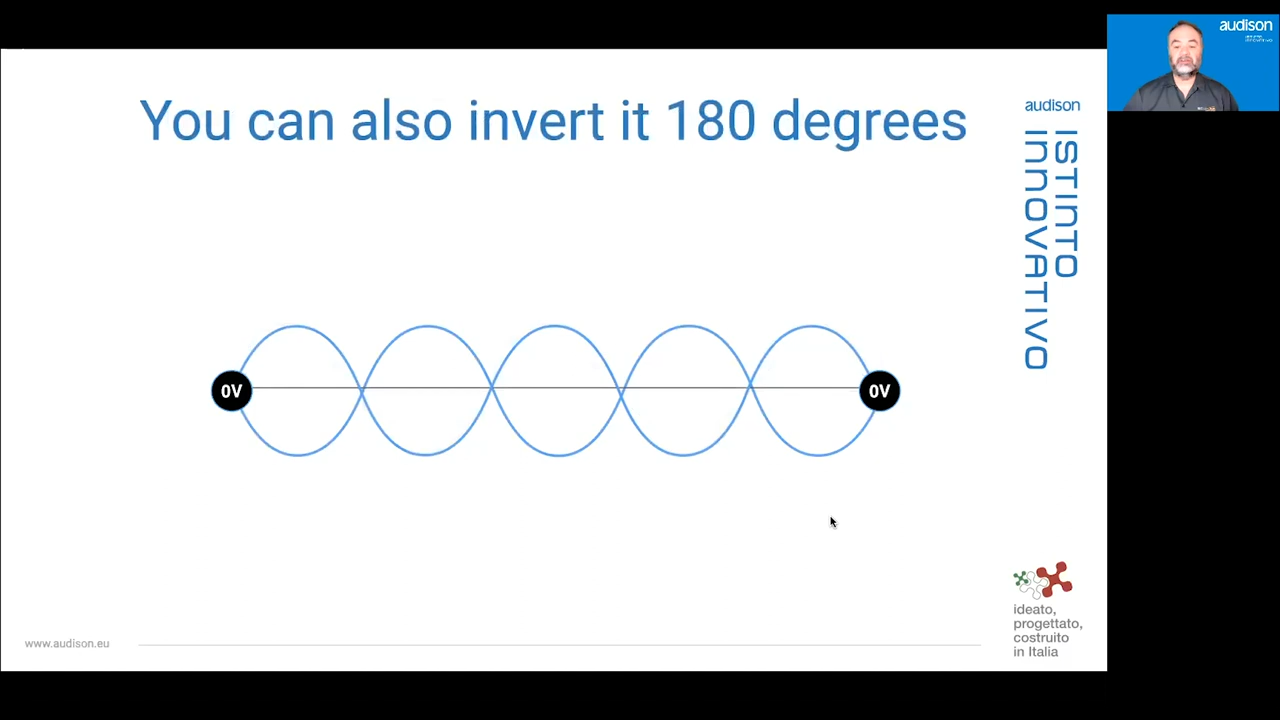 You can also invert it 180 degrees
audison
ISTINTO
INNOVATIVO
0V
0V
www.audison.eu
ideato,
progettato,
costruito
in Italia
audison